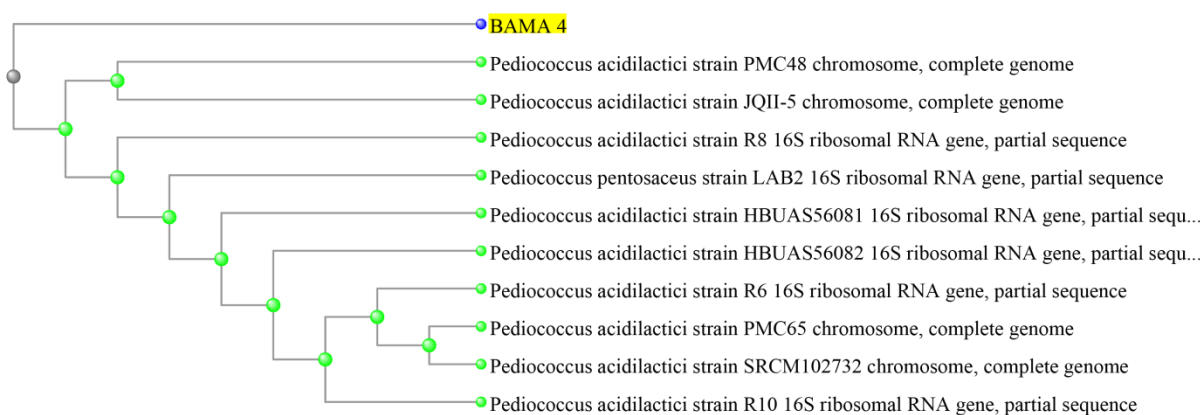 BAMA 4
Pediococcus acidilactici strain PMC48 chromosome, complete genome
Pediococcus acidilactici strain JQII-5 chromosome, complete genome
Pediococcus acidilactici strain R8 16S ribosomal RNA gene, partial sequence
Pediococcus pentosaceus strain LAB2 16S ribosomal RNA gene, partial sequence
Pediococcus acidilactici strain HBUAS56081 16S ribosomal RNA gene, partial sequ...
Pediococcus acidilactici strain HBUAS56082 16S ribosomal RNA gene, partial sequ...
Pediococcus acidilactici strain R6 16S ribosomal RNA gene, partial sequence
Pediococcus acidilactici strain PMC65 chromosome, complete genome
Pediococcus acidilactici strain SRCM102732 chromosome, complete genome
Pediococcus acidilactici strain R10 16S ribosomal RNA gene, partial sequence